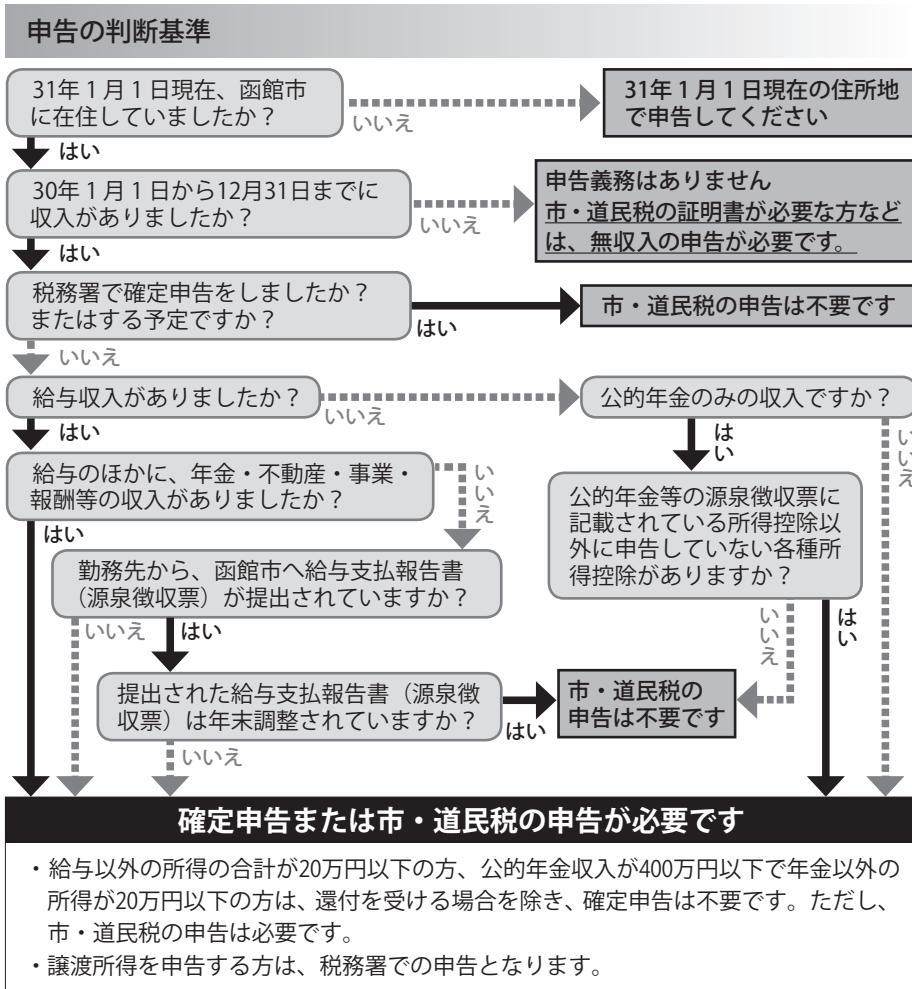 申告の判断基準
31年1月1日現在、函館市
に在住していましたか？
いいえ
31年1月1日現在の住所地
で申告してください
はい
30年1月1日から12月31日までに
収入がありましたか？
いいえ
申告義務はありません
市・道民税の証明書が必要な方など
は、無収入の申告が必要です。
はい
税務署で確定申告をしましたか？
またはする予定ですか？
はい
市・道民税の申告は不要です
いいえ
給与収入がありましたか？
いいえ
公的年金のみの収入ですか？
はい
はい
いいえ
給与のほかに、年金・不動産・事業・
報酬等の収入がありましたか？
いいえ
公的年金等の源泉徴収票に
記載されている所得控除以
外に申告していない各種所
得控除がありますか？
はい
勤務先から、函館市へ給与支払報告書
（源泉徴収票）が提出されていますか？
いいえ
はい
いいえ
はい
提出された給与支払報告書（源泉徴
収票）は年末調整されていますか？
はい
市・道民税の
申告は不要です
いいえ
確定申告または市・道民税の申告が必要です
・給与以外の所得の合計が20万円以下の方、公的年金収入が400万円以下で年金以外の
所得が20万円以下の方は、還付を受ける場合を除き、確定申告は不要です。ただし、
市・道民税の申告は必要です。
・譲渡所得を申告する方は、税務署での申告となります。